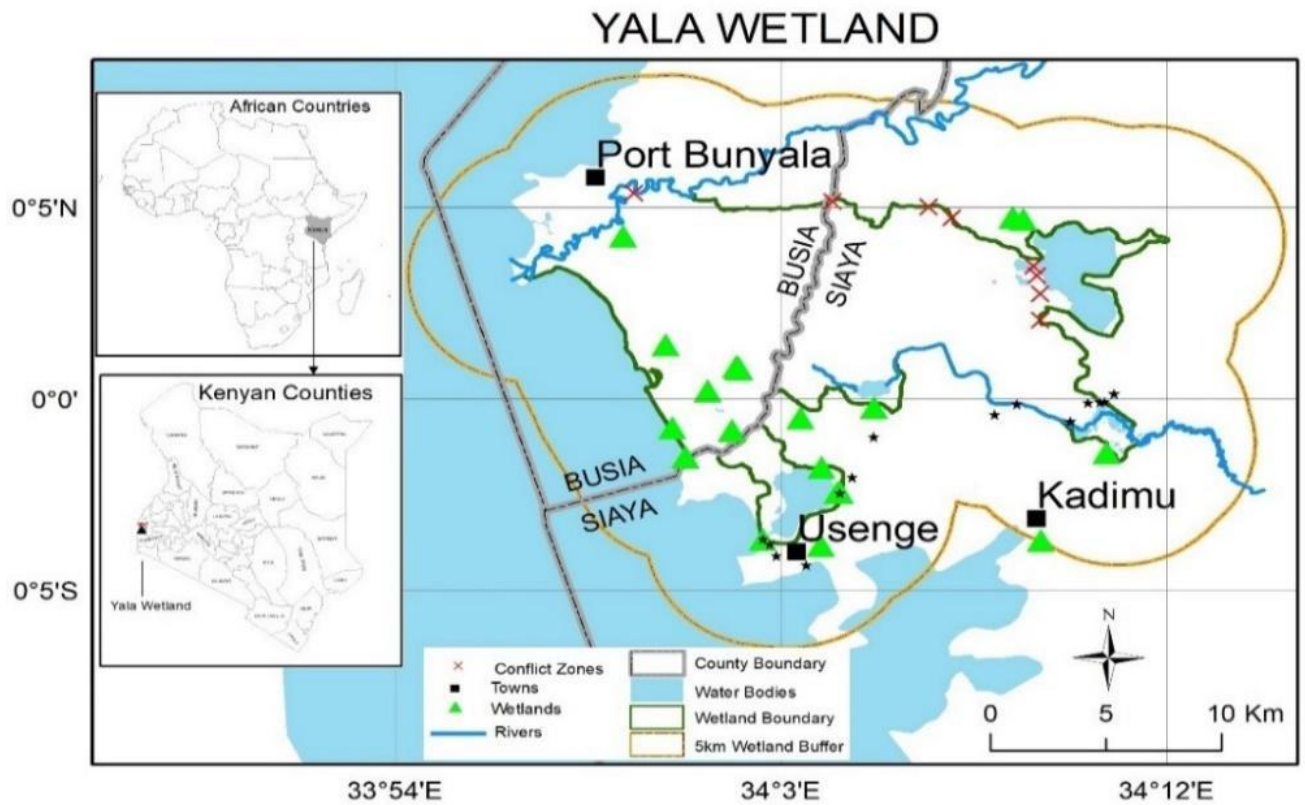 YALA WETLAND
African Countries
Kenyan Counties
Yala Wetland
Port Bunyala
BUSIA
SIAYA
BUSIA
SIAYA
Usenge
Kadimu
N
0°5'N
0°0'
0°5'S
Conflict Zones
Towns
Wetlands
Rivers
County Boundary
Water Bodies
Wetland Boundary
5km Wetland Buffer
0 5 10 Km
33°54'E 34°3'E 34°12'E